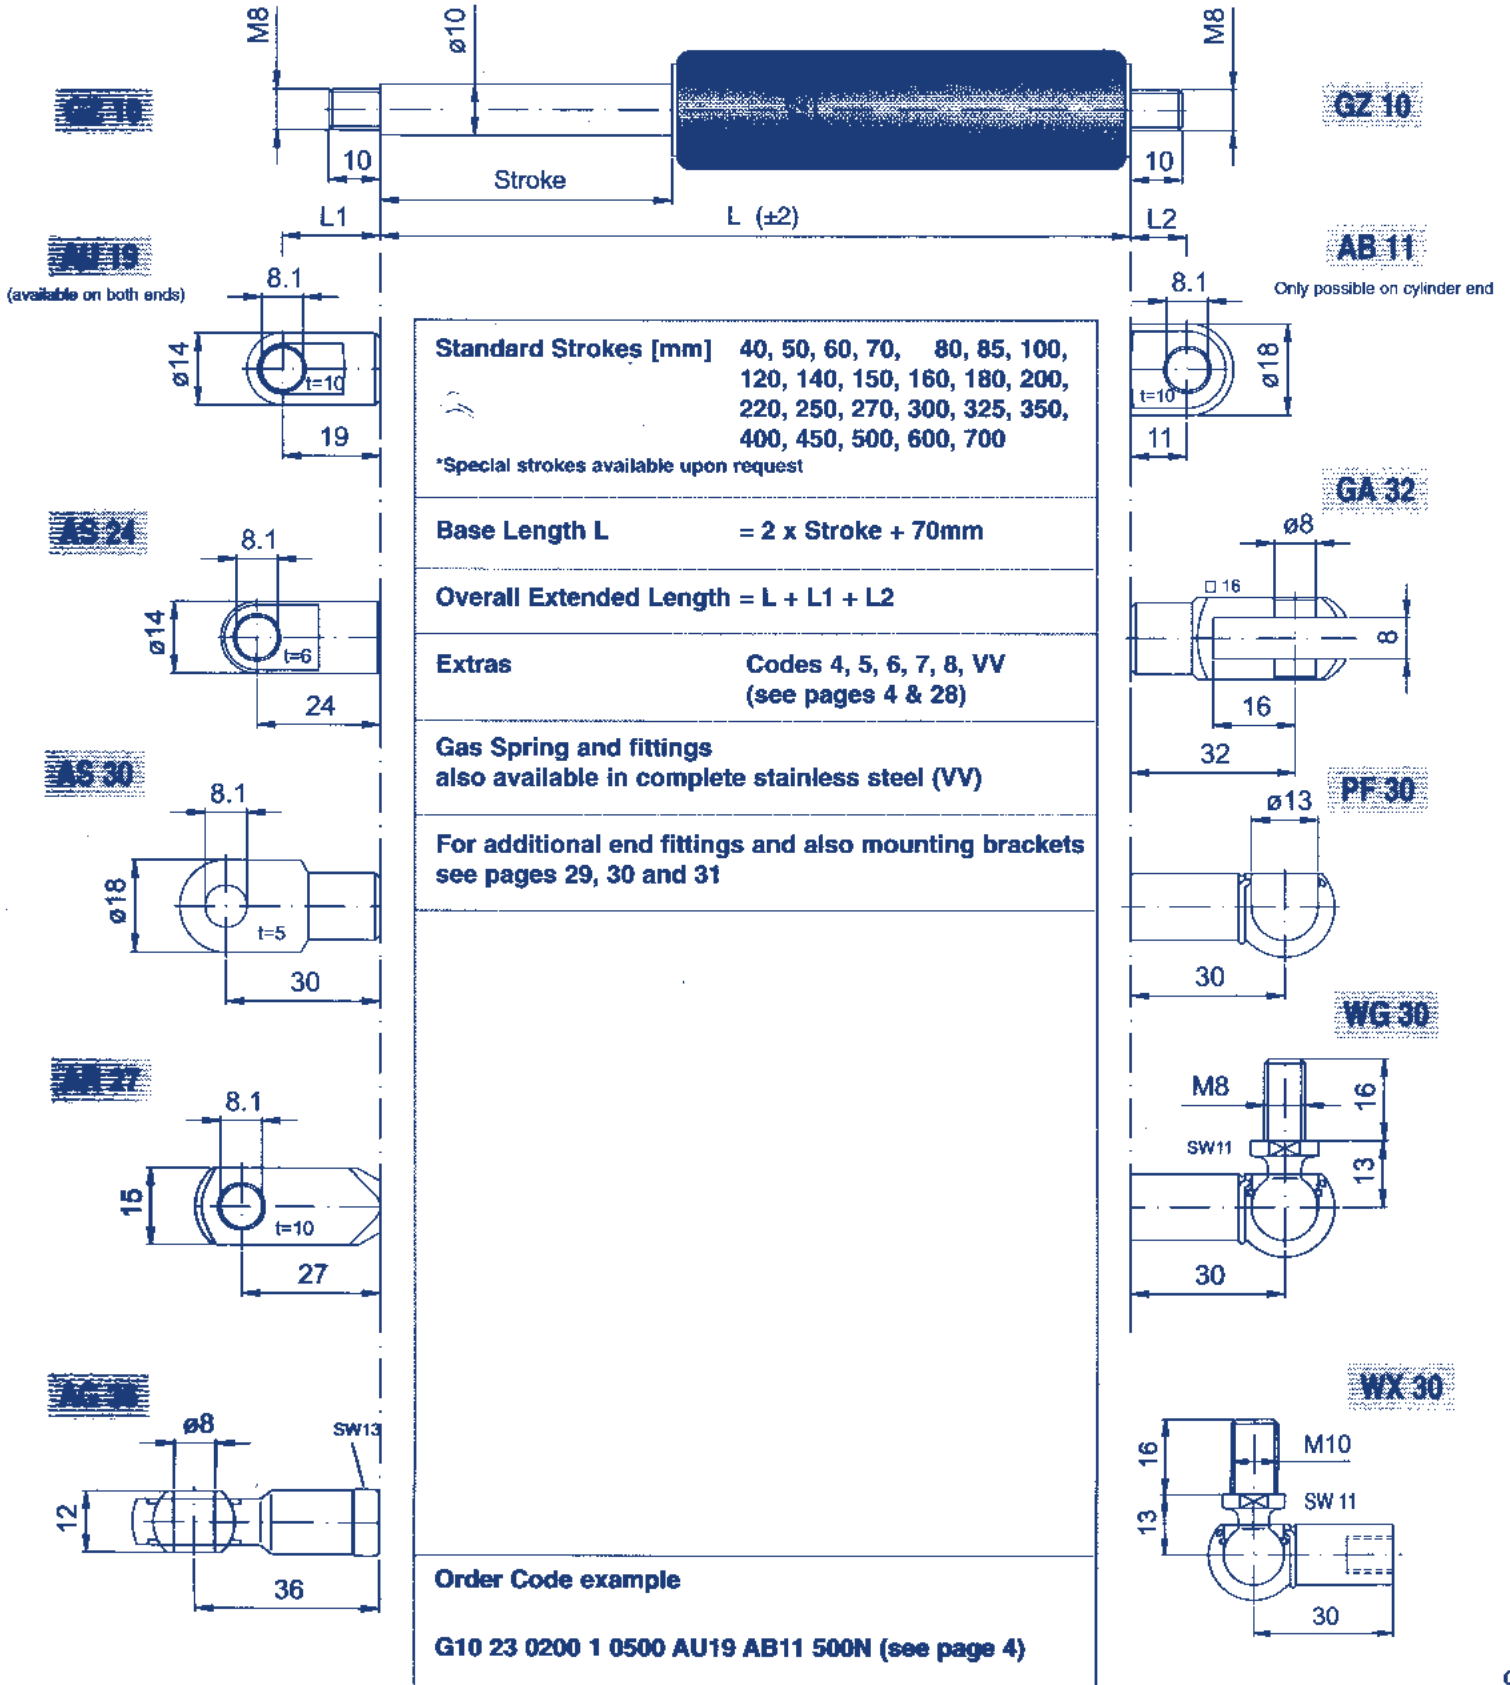 M8
ø10
M8
GZ 10
GZ 10
10
Stroke
10
L1
L (±2)
L2
AU 19
(available on both ends)
8.1
ø14
t=10
19
AB 11
Only possible on cylinder end
8.1
ø18
t=10
11
Standard Strokes [mm] 40, 50, 60, 70, 80, 85, 100,
120, 140, 150, 160, 180, 200,
220, 250, 270, 300, 325, 350,
400, 450, 500, 600, 700
*Special strokes available upon request
Base Length L = 2 x Stroke + 70mm
Overall Extended Length = L + L1 + L2
Extras Codes 4, 5, 6, 7, 8, VV
(see pages 4 & 28)
Gas Spring and fittings
also available in complete stainless steel (VV)
For additional end fittings and also mounting brackets
see pages 29, 30 and 31
AS 24
8.1
ø14
t=6
24
GA 32
ø8
□ 16
8
16
32
AS 30
8.1
ø18
t=5
30
PF 30
ø13
30
27
8.1
15
t=10
27
WG 30
M8
16
SW11
13
30
AG 36
ø8
SW13
12
36
WX 30
16
M10
SW 11
13
30
Order Code example
G10 23 0200 1 0500 AU19 AB11 500N (see page 4)